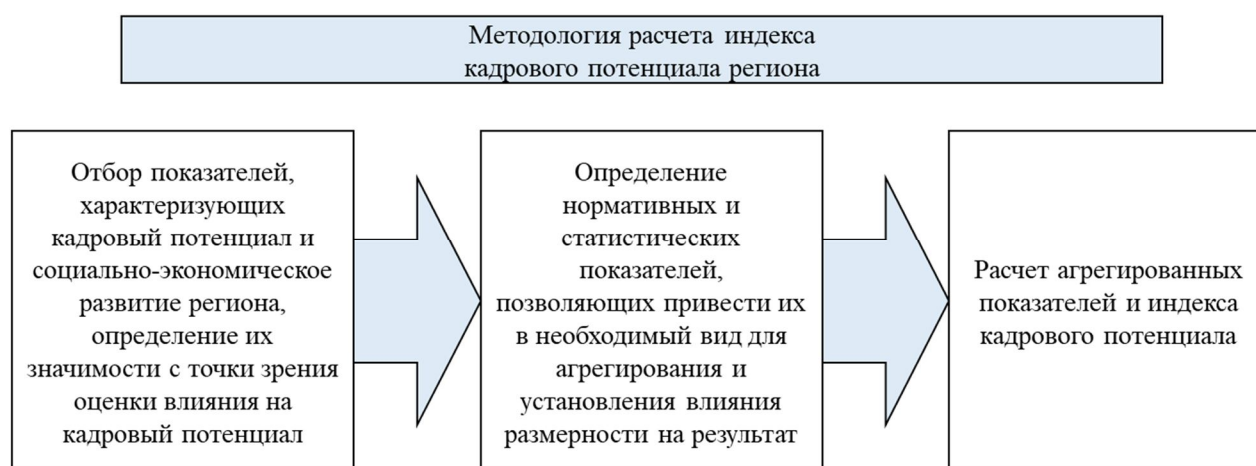 Методология расчета индекса
кадрового потенциала региона
Отбор показателей,
характеризующих
кадровый потенциал и
социально-экономическое
развитие региона,
определение их
значимости с точки зрения
оценки влияния на
кадровый потенциал
Определение
нормативных и
статистических
показателей,
позволяющих привести их
в необходимый вид для
агрегирования и
установления влияния
размерности на результат
Расчет агрегированных
показателей и индекса
кадрового потенциала